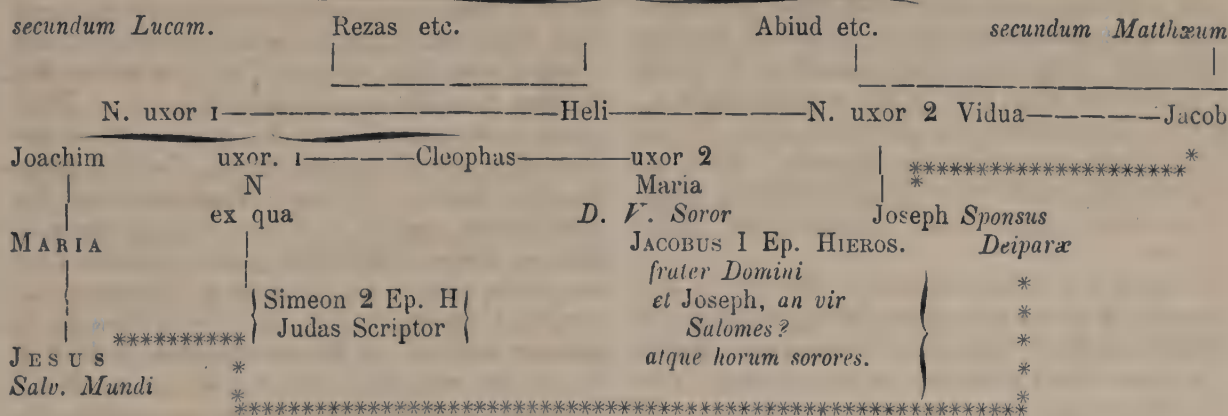 secundum Lucam. Rezas etc. Abiud etc. secundum Matthæum
N. uxor 1 Heli N. uxor 2 Vidua Jacob
Joachim uxor. 1 Cleophas uxor 2
N Maria
ex qua D. V. Soror Joseph Sponsus
MARIA JACOBUS I Ep. HIEROS. Deiparæ
frater Domini
Simeon 2 Ep. H et Joseph, an vir
Judas Scriptor Salomes?
JESUS atque horum sorores.
Salv. Mundi